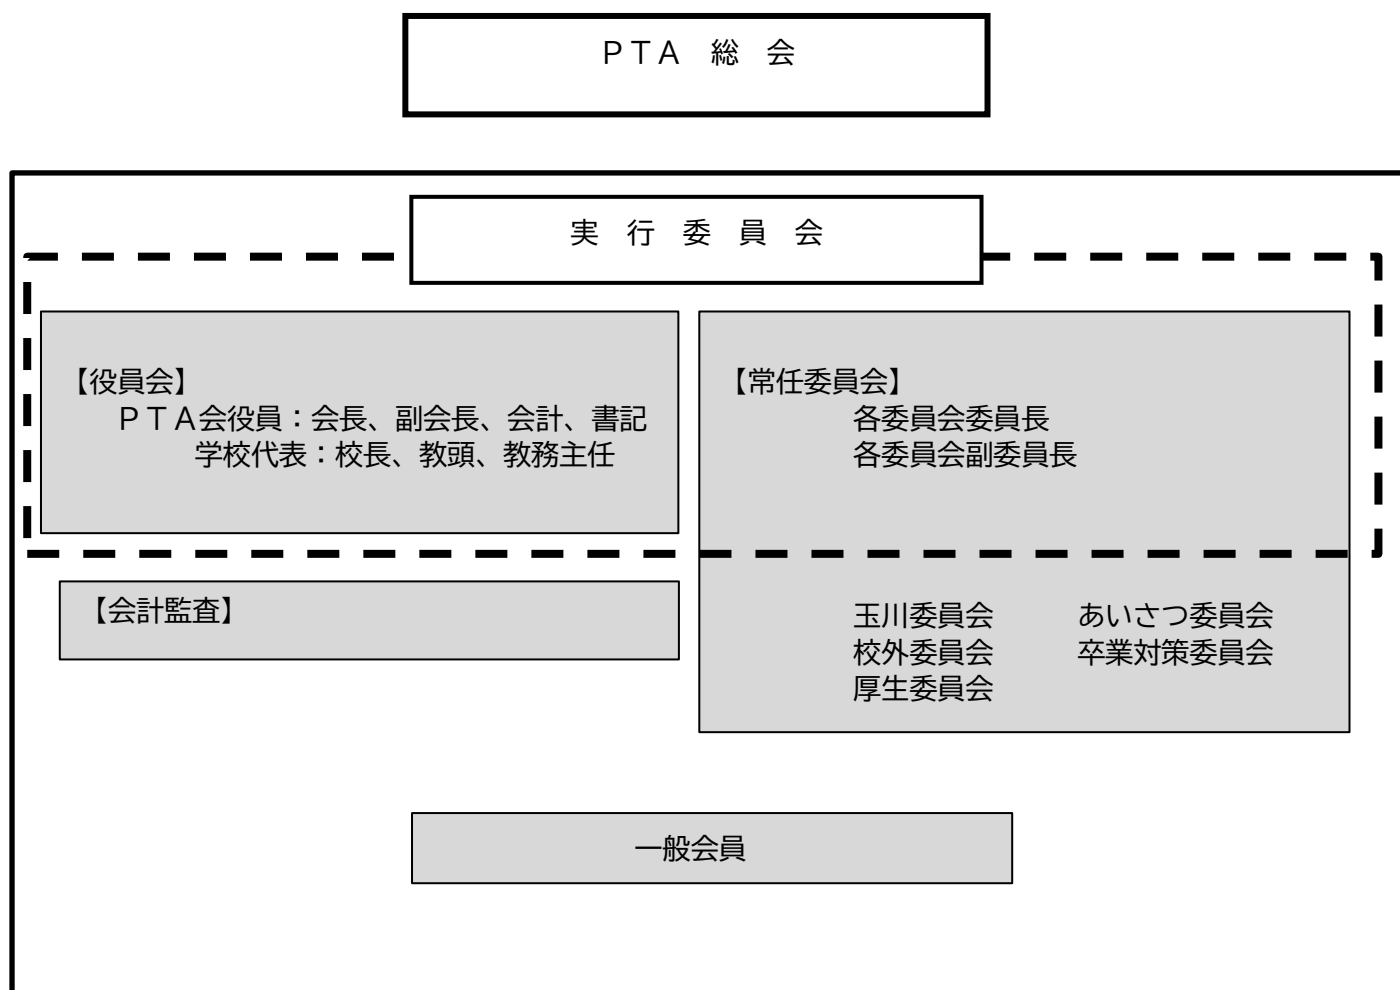 PTA 総 会
実 行 委 員 会
【役員会】
PTA会役員:会長、副会長、会計、書記
学校代表:校長、教頭、教務主任
【常任委員会】
各委員会委員長
各委員会副委員長
【会計監査】
玉川委員会 あいさつ委員会
校外委員会 卒業対策委員会
厚生委員会
一般会員